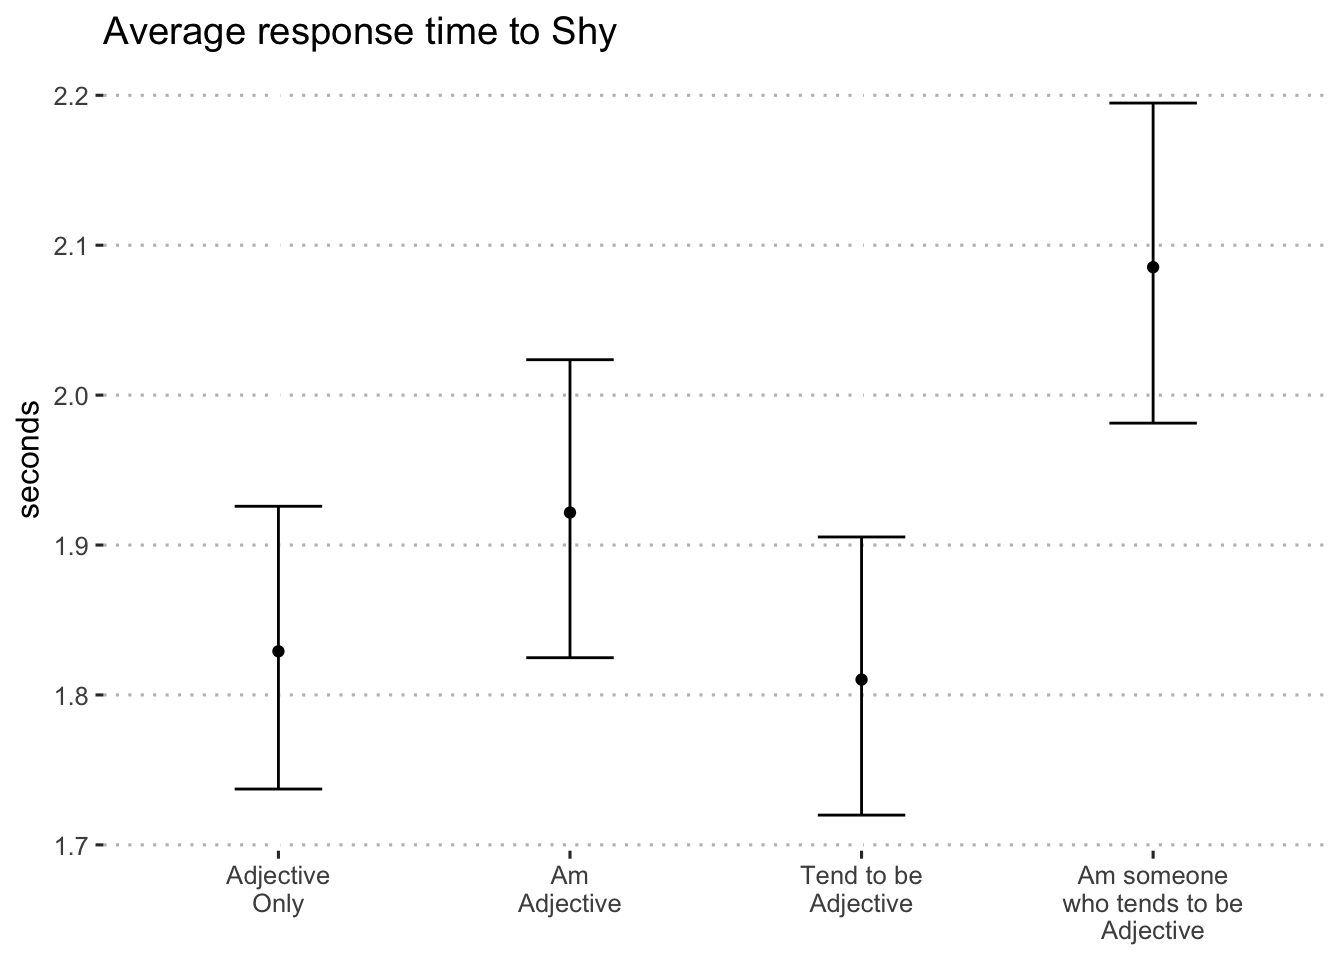 Average response time to Shy
2.2
2.1
2.0
1.9
1.8
1.7
seconds
Adjective
Only
Am
Adjective
Tend to be
Adjective
Am someone
who tends to be
Adjective